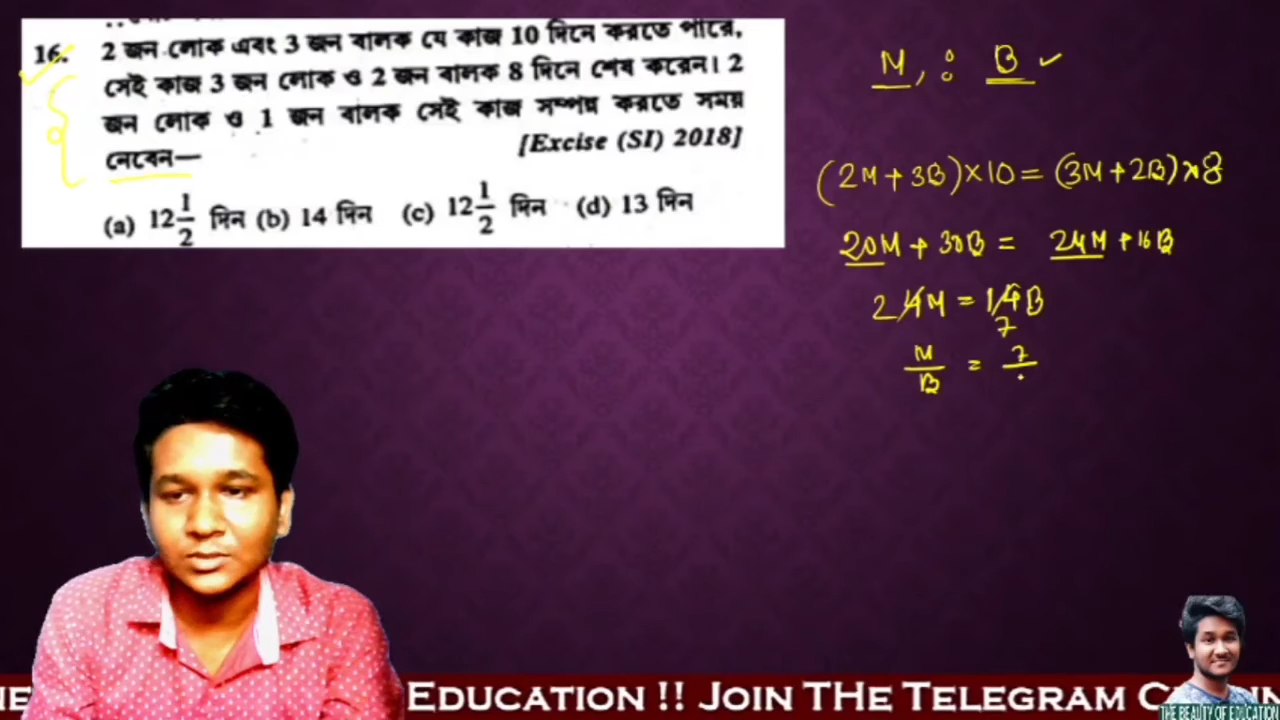 16. 2 জন লোক এবং 3 জন বালক যে কাজ 10 দিনে করতে পারে,
সেই কাজ 3 জন লোক ও 2 জন বালক 8 দিনে শেষ করেন। 2
জন লোক ও 1 জন বালক সেই কাজ সম্পন্ন করতে সময়
নেবেন— [Excise (SI) 2018]
(a) 12 1/2 দিন (b) 14 দিন (c) 12 1/2 দিন (d) 13 দিন
M, : B ✓
(2M+3B)×10 = (3M+2B)×8
20M + 30B = 24M + 16B
2 4M = 14B
7
M/B = 7/
EDUCATION !! JOIN THE TELEGRAM
THE BEAUTY OF EDUCATION